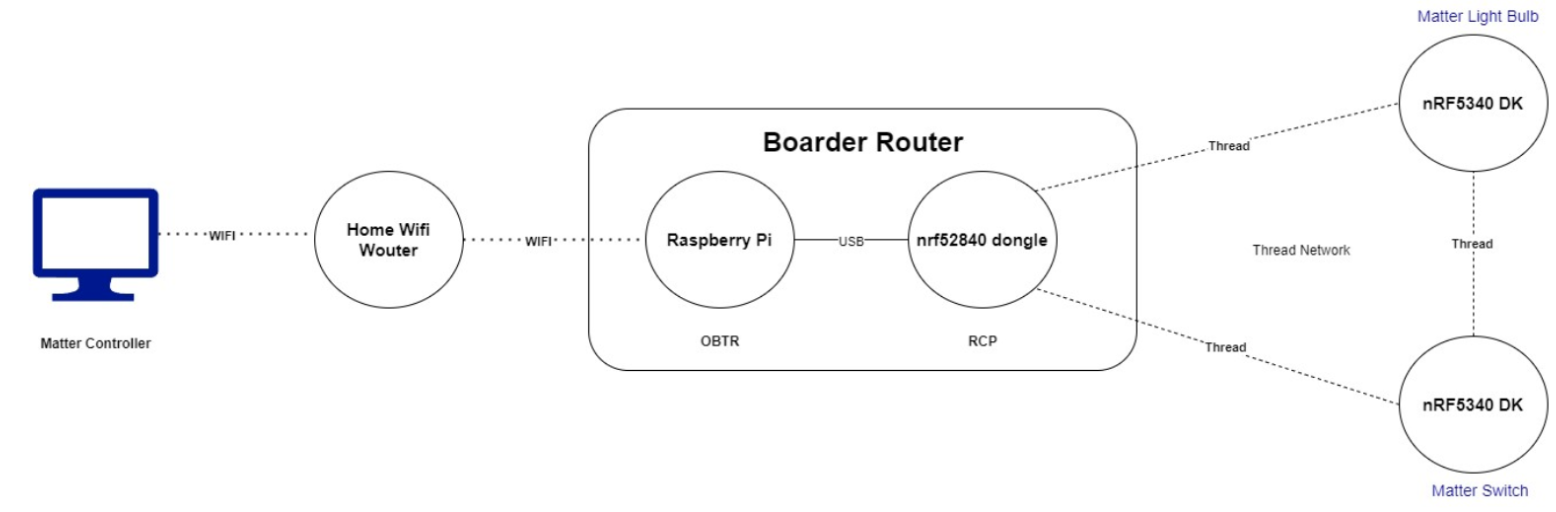 Matter Light Bulb
nRF5340 DK
Boarder Router
Thread
Home Wifi
Wouter
Raspberry Pi
nrf52840 dongle
WIFI
WIFI
USB
Thread Network
Thread
Matter Controller
OBTR
RCP
Thread
nRF5340 DK
Matter Switch